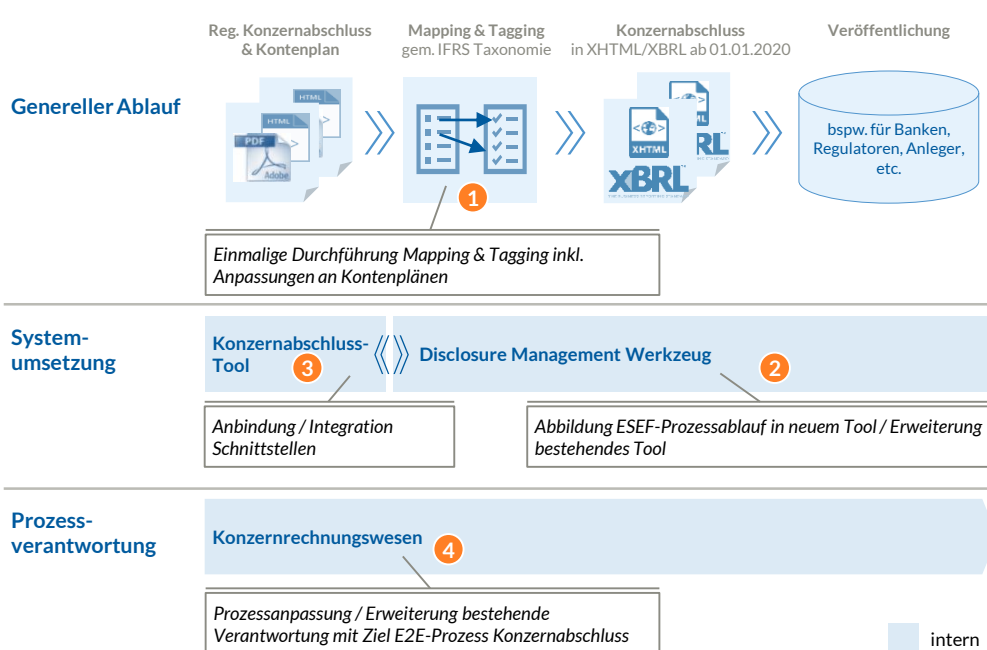 Reg. Konzernabschluss
& Kontenplan
Mapping & Tagging
gem. IFRS Taxonomie
Konzernabschluss
in XHTML/XBRL ab 01.01.2020
Veröffentlichung
Genereller Ablauf
HTML
HTML
PDF
Adobe
XHTML
XBRL
RL
bspw. für Banken,
Regulatoren, Anleger,
etc.
1
Einmalige Durchführung Mapping & Tagging inkl.
Anpassungen an Kontenplänen
System-
umsetzung
Konzernabschluss-
Tool
3
Disclosure Management Werkzeug
2
Anbindung / Integration
Schnittstellen
Abbildung ESEF-Prozessablauf in neuem Tool / Erweiterung
bestehendes Tool
Prozess-
verantwortung
Konzernrechnungswesen
4
Prozessanpassung / Erweiterung bestehende
Verantwortung mit Ziel E2E-Prozess Konzernabschluss
intern